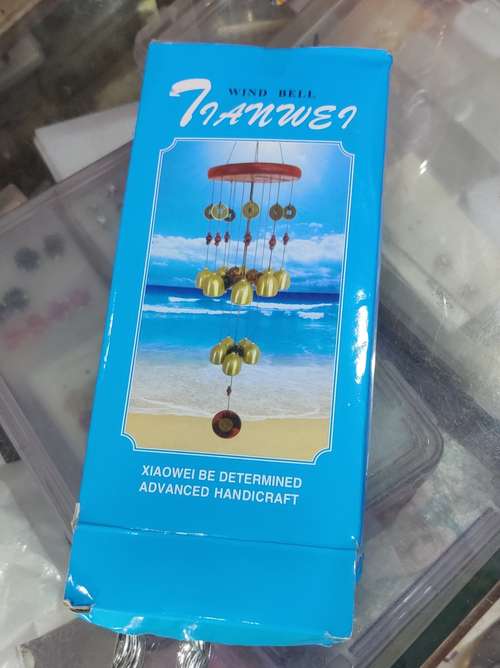 WIND BELL
TIANWEI
XIAOWEI BE DETERMINED
ADVANCED HANDICRAFT